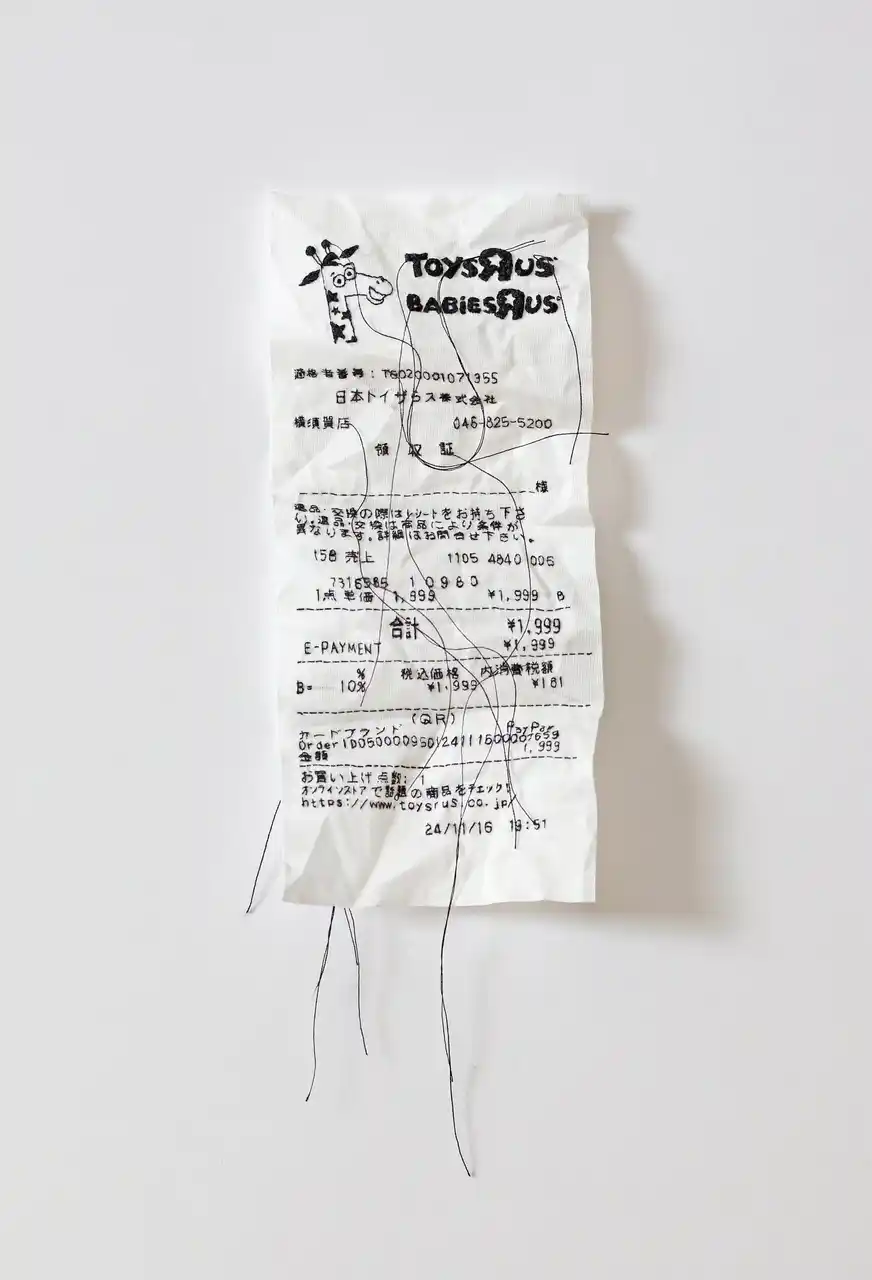 TOYSRUS
BABIESRUS
適格者番号: T6020001071355
日本トイザらス株式会社
横須賀店 046-825-5200
領 収 証
様
返品・交換の際はレシートをお持ち下さ
い。返品・交換は商品により条件が
異なります。詳細はお問合せ下さい。
158 売上 1105 4840 006
7316585 10980
1点 単価 1,999 ¥1,999 B
合計 ¥1,999
E-PAYMENT ¥1,999
% 税込価格 内消費税額
B= 10% ¥1,999 ¥181
(QR)
カードブランド PayPay
Order ID
金額 1,999
お買い上げ点数: 1
オンラインストアで話題の商品をチェック!
https://www.toysrus.co.jp/
24/11/16 19:51